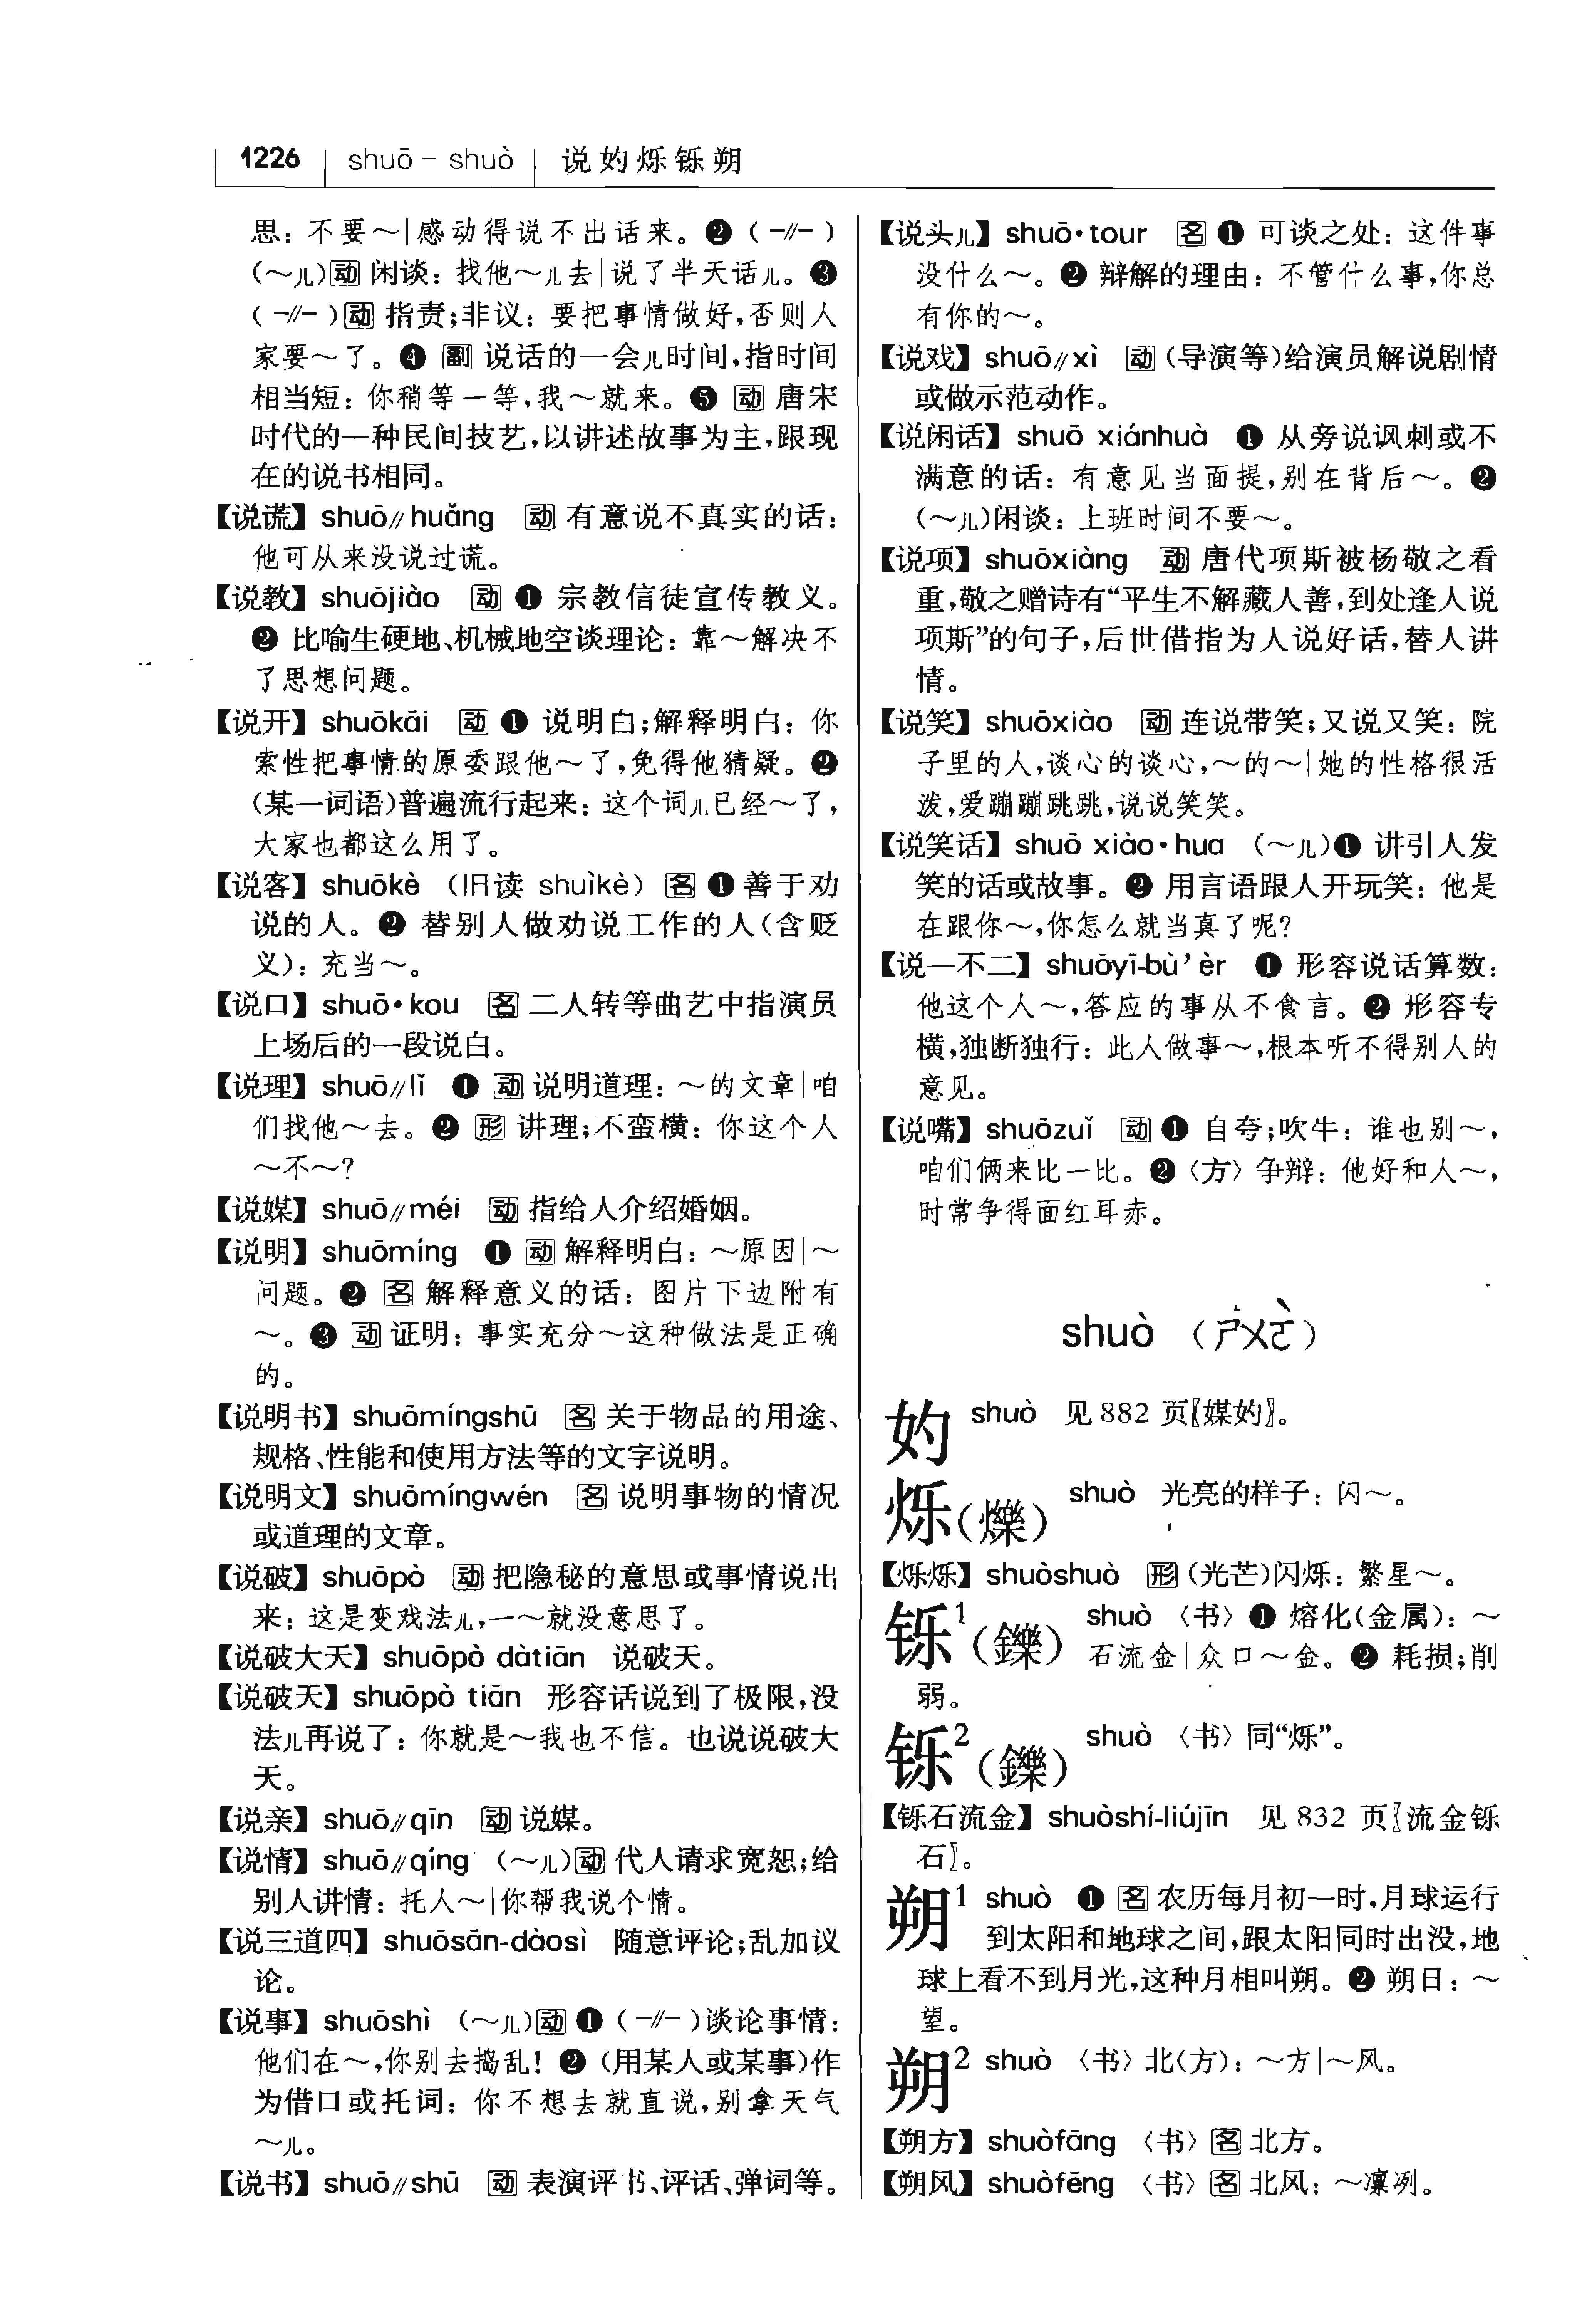 1226 shuō – shuò 说妁烁铄朔
思：不要～|感动得说不出话来。❷（-//-）
（～儿）动 闲谈：找他～儿去|说了半天话儿。❸
（-//-）动 指责；非议：要把事情做好，否则人
家要～了。❹ 副 说话的一会儿时间，指时间
相当短：你稍等一等，我～就来。❺ 动 唐宋
时代的一种民间技艺，以讲述故事为主，跟现
在的说书相同。
【说谎】shuō//huǎng 动 有意说不真实的话：
他可从来没说过谎。
【说教】shuōjiào 动 ❶ 宗教信徒宣传教义。
❷ 比喻生硬地、机械地空谈理论：靠～解决不
了思想问题。
【说开】shuōkāi 动 ❶ 说明白；解释明白：你
索性把事情的原委跟他～了，免得他猜疑。❷
（某一词语）普遍流行起来：这个词儿已经～了，
大家也都这么用了。
【说客】shuōkè （旧读 shuìkè）名 ❶ 善于劝
说的人。❷ 替别人做劝说工作的人（含贬
义）：充当～。
【说口】shuō·kou 名 二人转等曲艺中指演员
上场后的一段说白。
【说理】shuō//lǐ ❶ 动 说明道理：～的文章|咱
们找他～去。❷ 形 讲理；不蛮横：你这个人
～不～？
【说媒】shuō//méi 动 指给人介绍婚姻。
【说明】shuōmíng ❶ 动 解释明白：～原因|～
问题。❷ 名 解释意义的话：图片下边附有
～。❸ 动 证明：事实充分～这种做法是正确
的。
【说明书】shuōmíngshū 名 关于物品的用途、
规格、性能和使用方法等的文字说明。
【说明文】shuōmíngwén 名 说明事物的情况
或道理的文章。
【说破】shuōpò 动 把隐秘的意思或事情说出
来：这是变戏法儿，一～就没意思了。
【说破大天】shuōpò dàtiān 说破天。
【说破天】shuōpò tiān 形容话说到了极限，没
法儿再说了：你就是～我也不信。也说说破大
天。
【说亲】shuō//qīn 动 说媒。
【说情】shuō//qíng （～儿）动 代人请求宽恕；给
别人讲情：托人～|你帮我说个情。
【说三道四】shuōsān-dàosì 随意评论；乱加议
论。
【说事】shuōshì （～儿）动 ❶（-//-）谈论事情：
他们在～，你别去捣乱！❷（用某人或某事）作
为借口或托词：你不想去就直说，别拿天气
～儿。
【说书】shuō//shū 动 表演评书、评话、弹词等。
【说头儿】shuō·tour 名 ❶ 可谈之处：这件事
没什么～。❷ 辩解的理由：不管什么事，你总
有你的～。
【说戏】shuō//xì 动（导演等）给演员解说剧情
或做示范动作。
【说闲话】shuō xiánhuà ❶ 从旁说讽刺或不
满意的话：有意见当面提，别在背后～。❷
（～儿）闲谈：上班时间不要～。
【说项】shuōxiàng 动 唐代项斯被杨敬之看
重，敬之赠诗有“平生不解藏人善，到处逢人说
项斯”的句子，后世借指为人说好话，替人讲
情。
【说笑】shuōxiào 动 连说带笑；又说又笑：院
子里的人，谈心的谈心，～的～|她的性格很活
泼，爱蹦蹦跳跳，说说笑笑。
【说笑话】shuō xiào·hua （～儿）❶ 讲引人发
笑的话或故事。❷ 用言语跟人开玩笑：他是
在跟你～，你怎么就当真了呢？
【说一不二】shuōyī-bù’èr ❶ 形容说话算数：
他这个人～，答应的事从不食言。❷ 形容专
横，独断独行：此人做事～，根本听不得别人的
意见。
【说嘴】shuōzuǐ 动 ❶ 自夸；吹牛：谁也别～，
咱们俩来比一比。❷〈方〉争辩：他好和人～，
时常争得面红耳赤。
shuò （ㄕㄨㄛˋ）
妁 shuò 见 882 页〖媒妁〗。
烁（爍） shuò 光亮的样子：闪～。
【烁烁】shuòshuò 形（光芒）闪烁：繁星～。
铄¹（鑠） shuò 〈书〉❶ 熔化（金属）：～
石流金|众口～金。❷ 耗损；削
弱。
铄²（鑠） shuò 〈书〉同“烁”。
【铄石流金】shuòshí-liújīn 见 832 页〖流金铄
石〗。
朔¹ shuò ❶ 名 农历每月初一时，月球运行
到太阳和地球之间，跟太阳同时出没，地
球上看不到月光，这种月相叫朔。❷ 朔日：～
望。
朔² shuò 〈书〉北（方）：～方|～风。
【朔方】shuòfāng 〈书〉名 北方。
【朔风】shuòfēng 〈书〉名 北风：～凛冽。